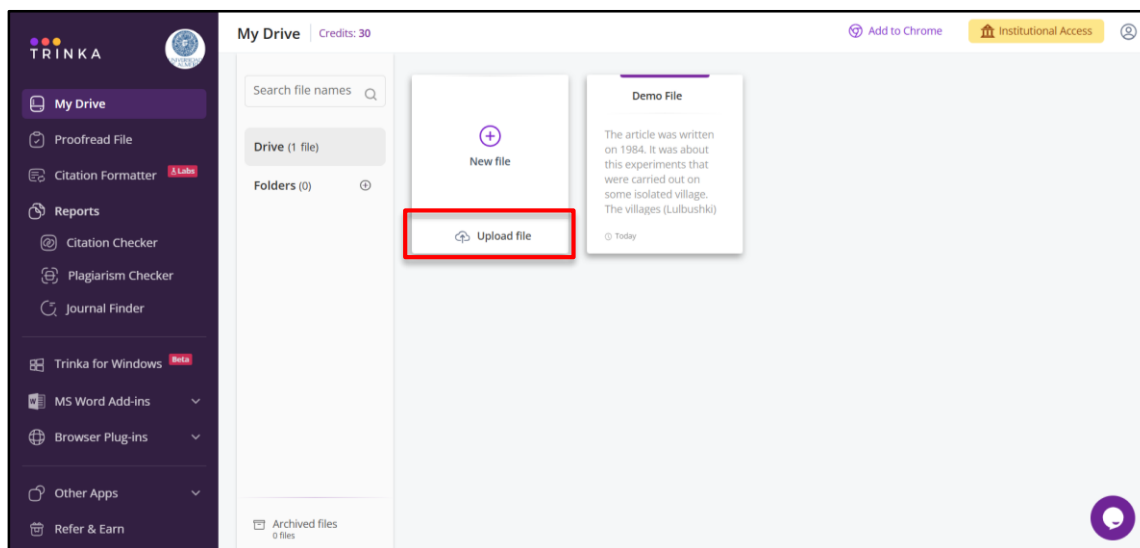 TRINKA
My Drive
Proofread File
Citation Formatter Labs
Reports
Citation Checker
Plagiarism Checker
Journal Finder
Trinka for Windows Beta
MS Word Add-ins
Browser Plug-ins
Other Apps
Refer & Earn
My Drive Credits: 30
Add to Chrome
Institutional Access
Search file names
Drive (1 file)
Folders (0)
Archived files
0 files
New file
Upload file
Demo File
The article was written
on 1984. It was about
this experiments that
were carried out on
some isolated village.
The villages (Lulbushki)
Today